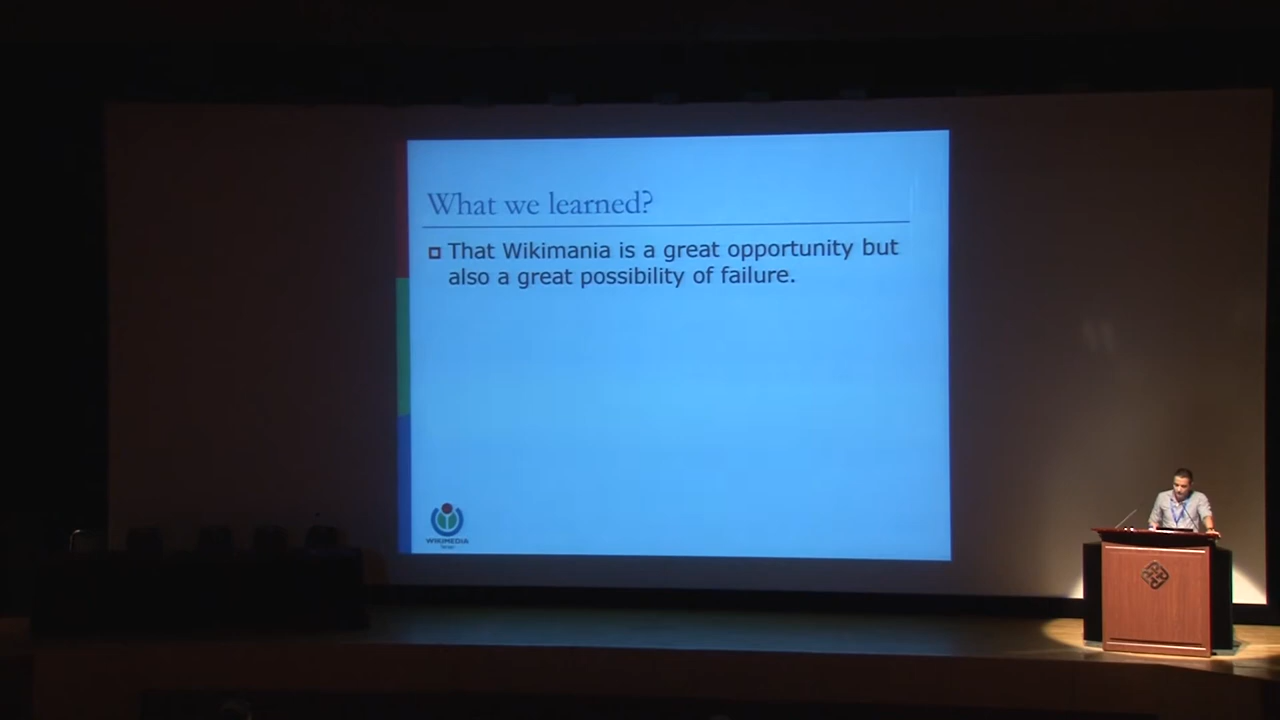 What we learned?
That Wikimania is a great opportunity but
also a great possibility of failure.
WIKIMEDIA